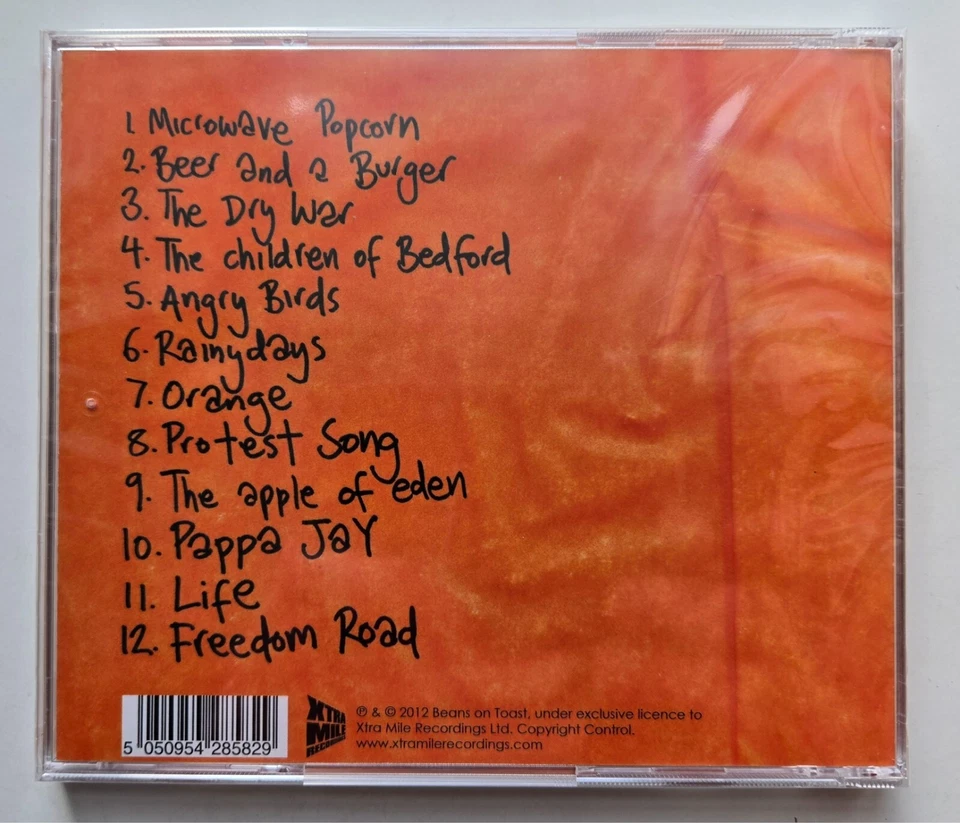 1. Microwave Popcorn
2. Beer and a Burger
3. The Dry War
4. The children of Bedford
5. Angry Birds
6. Rainydays
7. Orange
8. Protest Song
9. The apple of eden
10. Pappa JaY
11. Life
12. Freedom Road
5 050954 285829
XTRA
MILE
RECORDINGS
℗ & © 2012 Beans on Toast, under exclusive licence to
Xtra Mile Recordings Ltd. Copyright Control.
www.xtramilerecordings.com